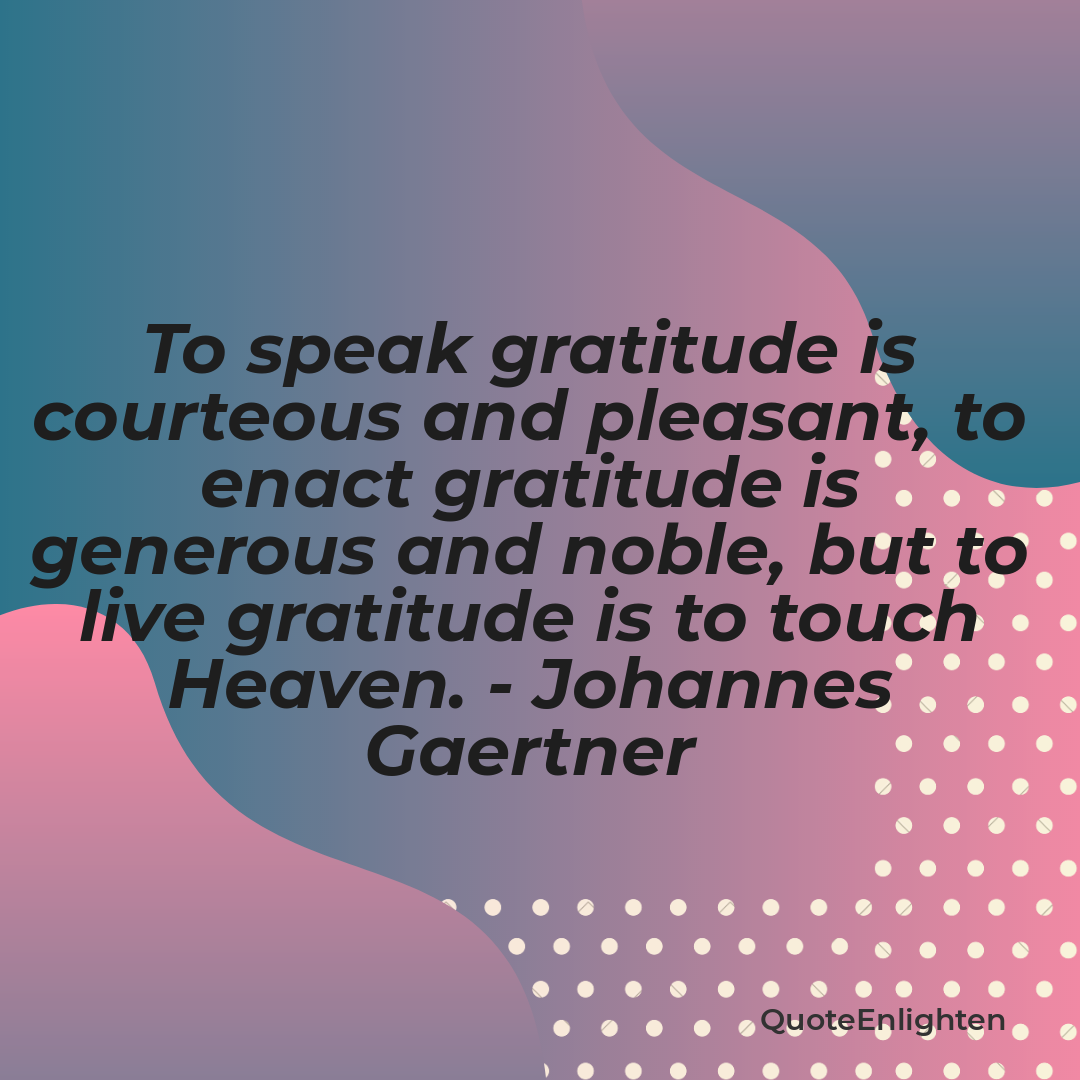 To speak gratitude is
courteous and pleasant, to
enact gratitude is
generous and noble, but to
live gratitude is to touch
Heaven. - Johannes
Gaertner
QuoteEnlighten